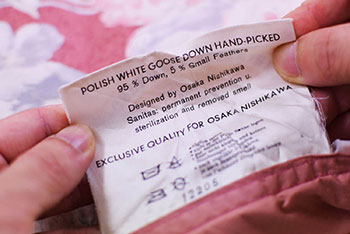 POLISH WHITE GOOSE DOWN HAND-PICKED
95 % Down, 5 % Small Feathers
Designed by Osaka Nishikawa
Sanitas: permanent prevention u.
sterilization and removed smell
EXCLUSIVE QUALITY FOR OSAKA NISHIKAWA
12205